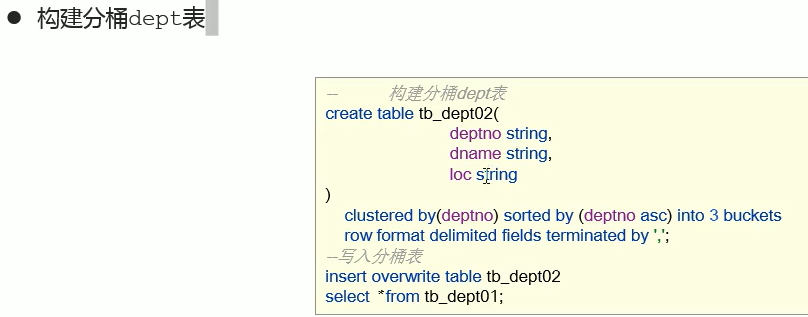 ● 构建分桶dept表
-- 构建分桶dept表
create table tb_dept02(
deptno string,
dname string,
loc string
)
clustered by(deptno) sorted by (deptno asc) into 3 buckets
row format delimited fields terminated by ',';
--写入分桶表
insert overwrite table tb_dept02
select *from tb_dept01;